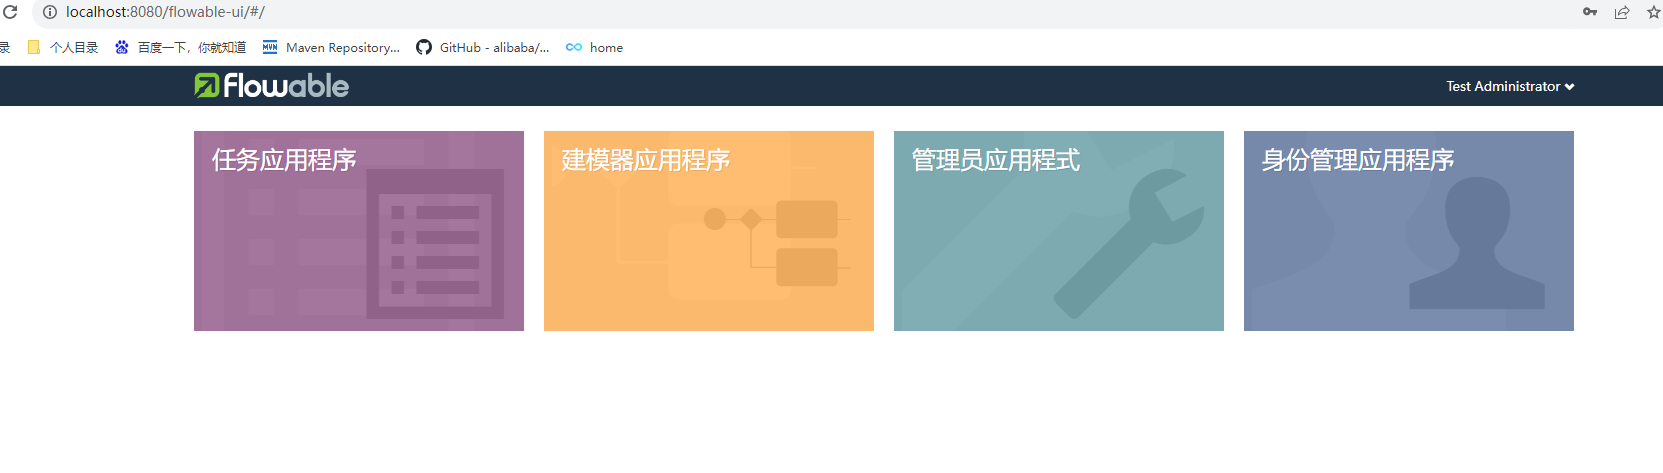 localhost:8080/flowable-ui/#/
录 个人目录 百度一下，你就知道 MVN Maven Repository... GitHub - alibaba/... home
flowable Test Administrator
任务应用程序 建模器应用程序 管理员应用程式 身份管理应用程序